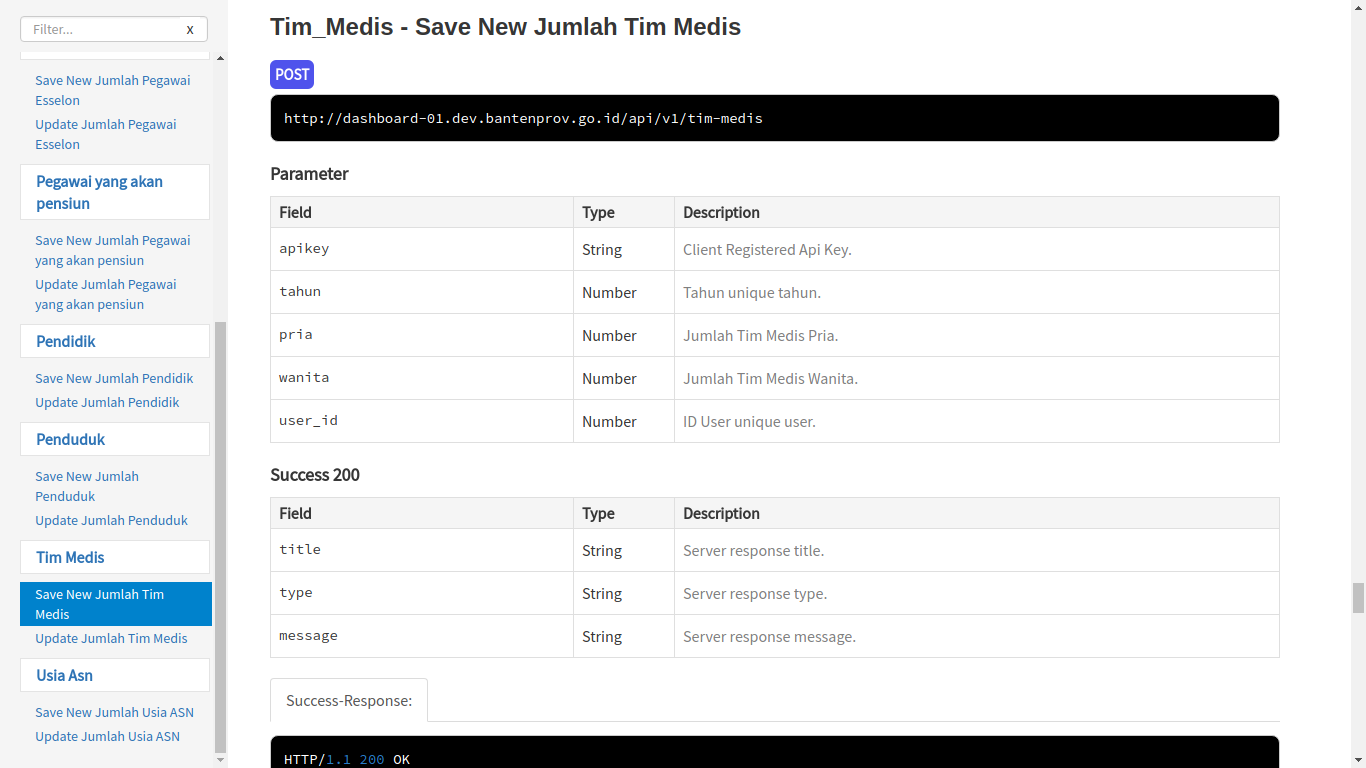 Filter...
x
Save New Jumlah Pegawai
Esselon
Update Jumlah Pegawai
Esselon
Pegawai yang akan
pensiun
Save New Jumlah Pegawai
yang akan pensiun
Update Jumlah Pegawai
yang akan pensiun
Pendidik
Save New Jumlah Pendidik
Update Jumlah Pendidik
Penduduk
Save New Jumlah
Penduduk
Update Jumlah Penduduk
Tim Medis
Save New Jumlah Tim
Medis
Update Jumlah Tim Medis
Usia Asn
Save New Jumlah Usia ASN
Update Jumlah Usia ASN
Tim_Medis - Save New Jumlah Tim Medis
POST
http://dashboard-01.dev.bantenprov.go.id/api/v1/tim-medis
Parameter
Field Type Description
apikey String Client Registered Api Key.
tahun Number Tahun unique tahun.
pria Number Jumlah Tim Medis Pria.
wanita Number Jumlah Tim Medis Wanita.
user_id Number ID User unique user.
Success 200
Field Type Description
title String Server response title.
type String Server response type.
message String Server response message.
Success-Response:
HTTP/1.1 200 OK